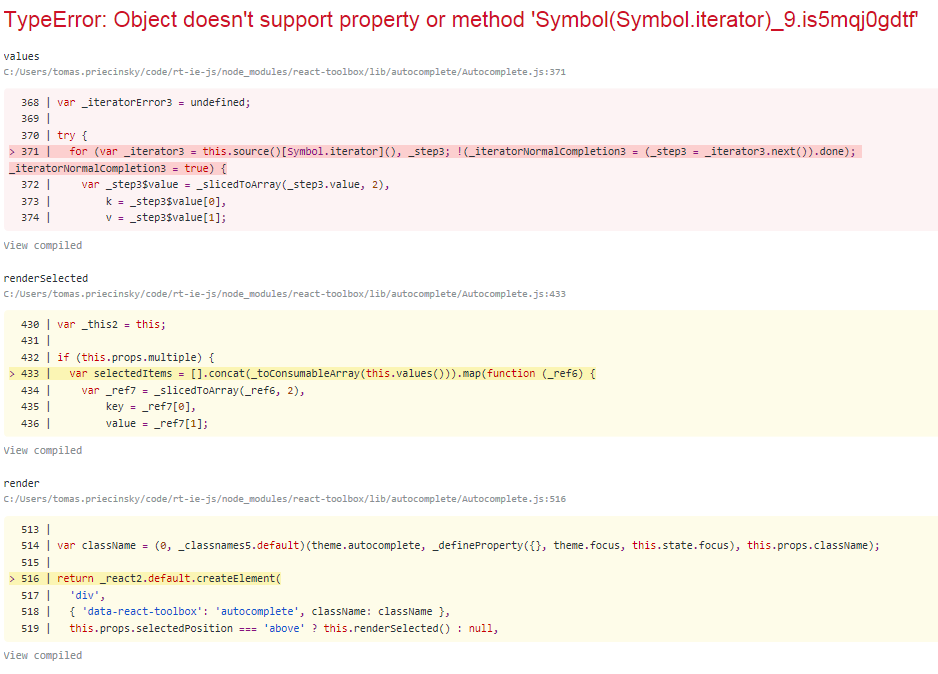 TypeError: Object doesn't support property or method 'Symbol(Symbol.iterator)_9.is5mqj0gdtf'
values
C:/Users/tomas.priecinsky/code/rt-ie-js/node_modules/react-toolbox/lib/autocomplete/Autocomplete.js:371
368 | var _iteratorError3 = undefined;
369 |
370 | try {
> 371 |   for (var _iterator3 = this.source()[Symbol.iterator](), _step3; !(_iteratorNormalCompletion3 = (_step3 = _iterator3.next()).done);
_iteratorNormalCompletion3 = true) {
372 |     var _step3$value = _slicedToArray(_step3.value, 2),
373 |         k = _step3$value[0],
374 |         v = _step3$value[1];
View compiled
renderSelected
C:/Users/tomas.priecinsky/code/rt-ie-js/node_modules/react-toolbox/lib/autocomplete/Autocomplete.js:433
430 | var _this2 = this;
431 |
432 | if (this.props.multiple) {
> 433 |   var selectedItems = [].concat(_toConsumableArray(this.values())).map(function (_ref6) {
434 |     var _ref7 = _slicedToArray(_ref6, 2),
435 |         key = _ref7[0],
436 |         value = _ref7[1];
View compiled
render
C:/Users/tomas.priecinsky/code/rt-ie-js/node_modules/react-toolbox/lib/autocomplete/Autocomplete.js:516
513 |
514 | var className = (0, _classnames5.default)(theme.autocomplete, _defineProperty({}, theme.focus, this.state.focus), this.props.className);
515 |
> 516 | return _react2.default.createElement(
517 |   'div',
518 |   { 'data-react-toolbox': 'autocomplete', className: className },
519 |   this.props.selectedPosition === 'above' ? this.renderSelected() : null,
View compiled